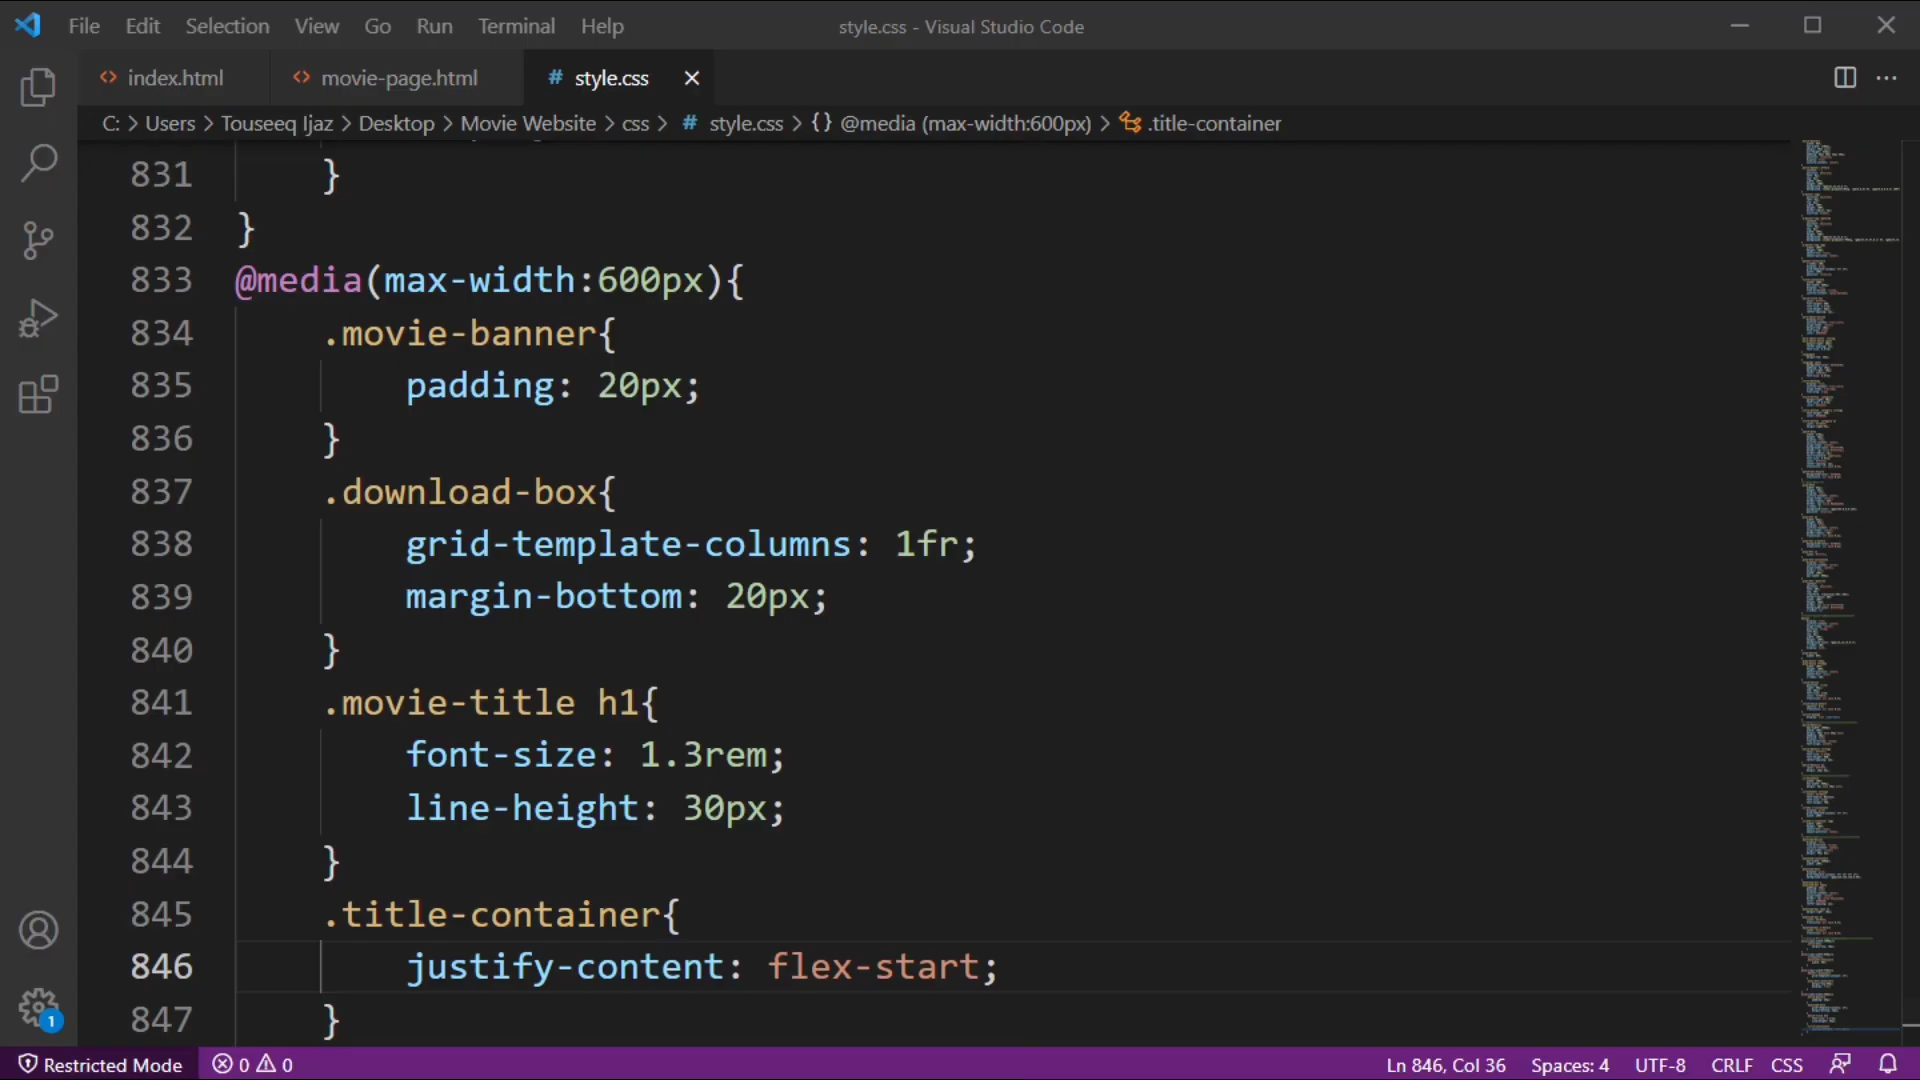 File Edit Selection View Go Run Terminal Help style.css - Visual Studio Code
index.html movie-page.html # style.css
C: > Users > Touseeq Ijaz > Desktop > Movie Website > css > # style.css > {} @media (max-width:600px) > .title-container
831 }
832 }
833 @media(max-width:600px){
834 .movie-banner{
835 padding: 20px;
836 }
837 .download-box{
838 grid-template-columns: 1fr;
839 margin-bottom: 20px;
840 }
841 .movie-title h1{
842 font-size: 1.3rem;
843 line-height: 30px;
844 }
845 .title-container{
846 justify-content: flex-start;
847 }
1
Restricted Mode 0 0 Ln 846, Col 36 Spaces: 4 UTF-8 CRLF CSS